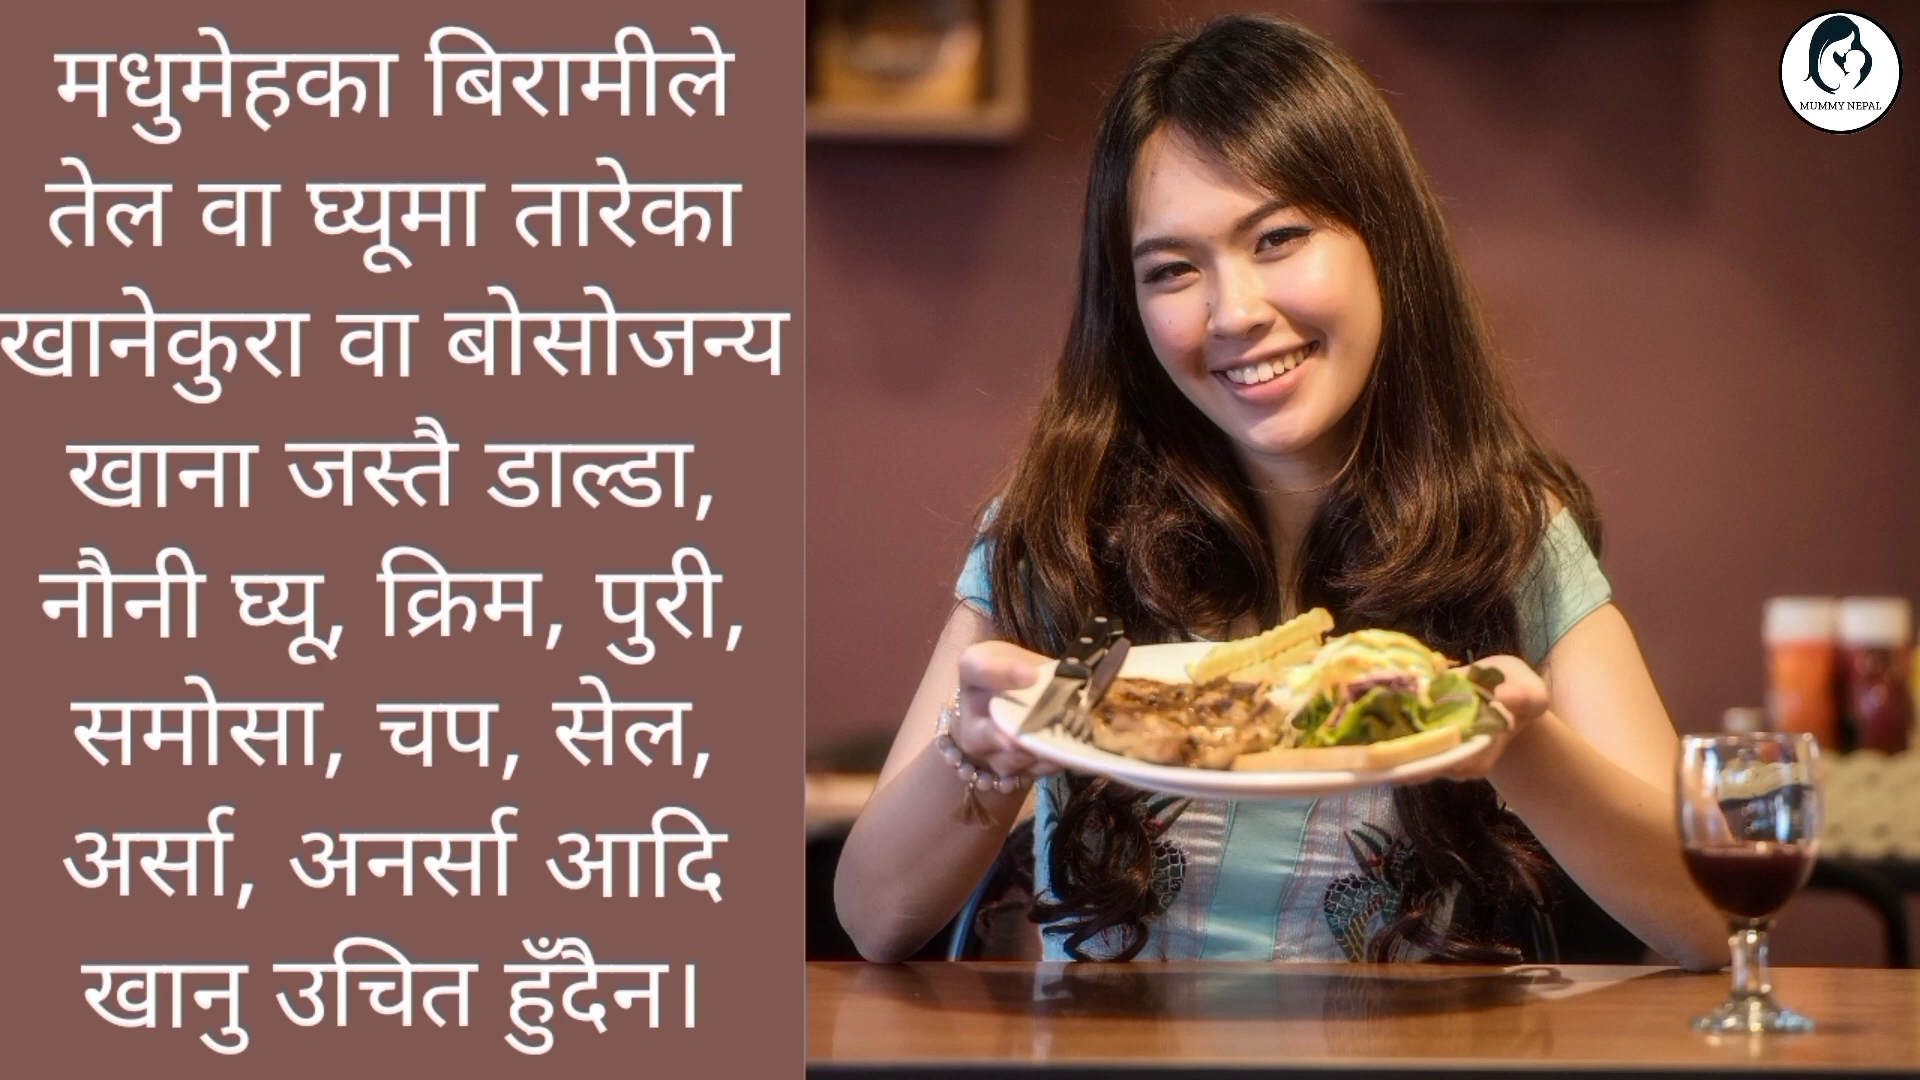 मधुमेहका बिरामीले
तेल वा घ्यूमा तारेका
खानेकुरा वा बोसोजन्य
खाना जस्तै डाल्डा,
नौनी घ्यू, क्रिम, पुरी,
समोसा, चप, सेल,
अर्सा, अनर्सा आदि
खानु उचित हुँदैन।
MUMMY NEPAL